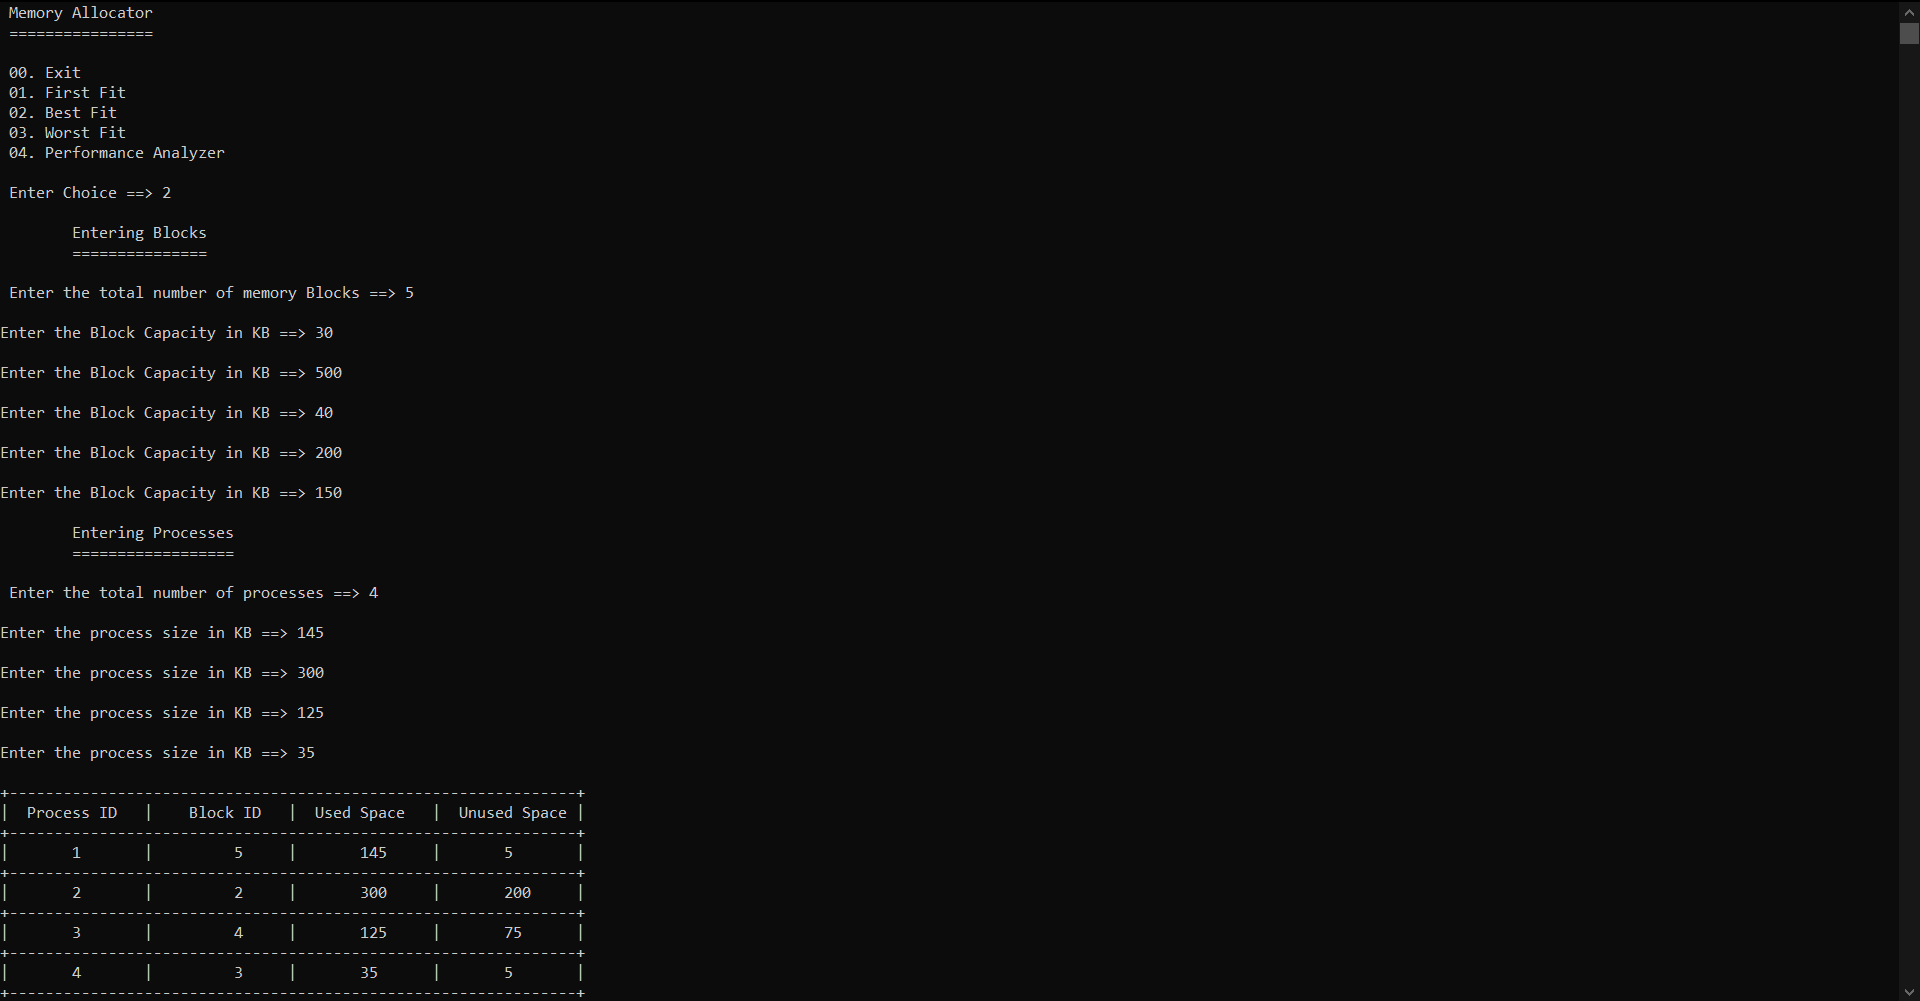 Memory Allocator
================
00. Exit
01. First Fit
02. Best Fit
03. Worst Fit
04. Performance Analyzer
Enter Choice ==> 2
Entering Blocks
===============
Enter the total number of memory Blocks ==> 5
Enter the Block Capacity in KB ==> 30
Enter the Block Capacity in KB ==> 500
Enter the Block Capacity in KB ==> 40
Enter the Block Capacity in KB ==> 200
Enter the Block Capacity in KB ==> 150
Entering Processes
==================
Enter the total number of processes ==> 4
Enter the process size in KB ==> 145
Enter the process size in KB ==> 300
Enter the process size in KB ==> 125
Enter the process size in KB ==> 35
+---------------------------------------------------------------+
|  Process ID   |    Block ID   |  Used Space   |  Unused Space |
+---------------------------------------------------------------+
|       1       |         5     |       145     |       5       |
+---------------------------------------------------------------+
|       2       |         2     |       300     |       200     |
+---------------------------------------------------------------+
|       3       |         4     |       125     |       75      |
+---------------------------------------------------------------+
|       4       |         3     |       35      |       5       |
+---------------------------------------------------------------+